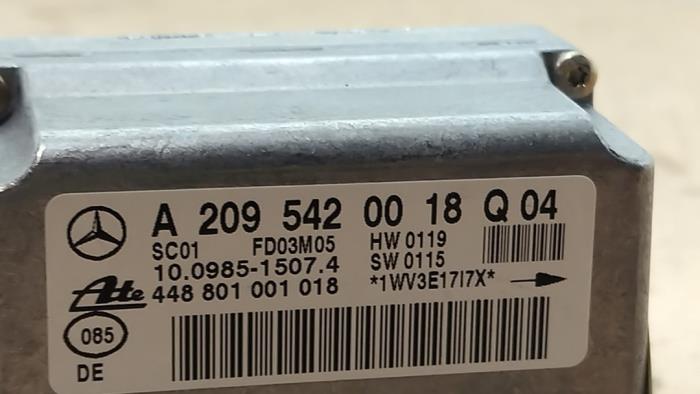 A 209 542 00 18 Q 04
SC01 FD03M05 HW 0119
10.0985-1507.4 SW 0115
Ate 448 801 001 018 *1WV3E17I7X*
085
DE